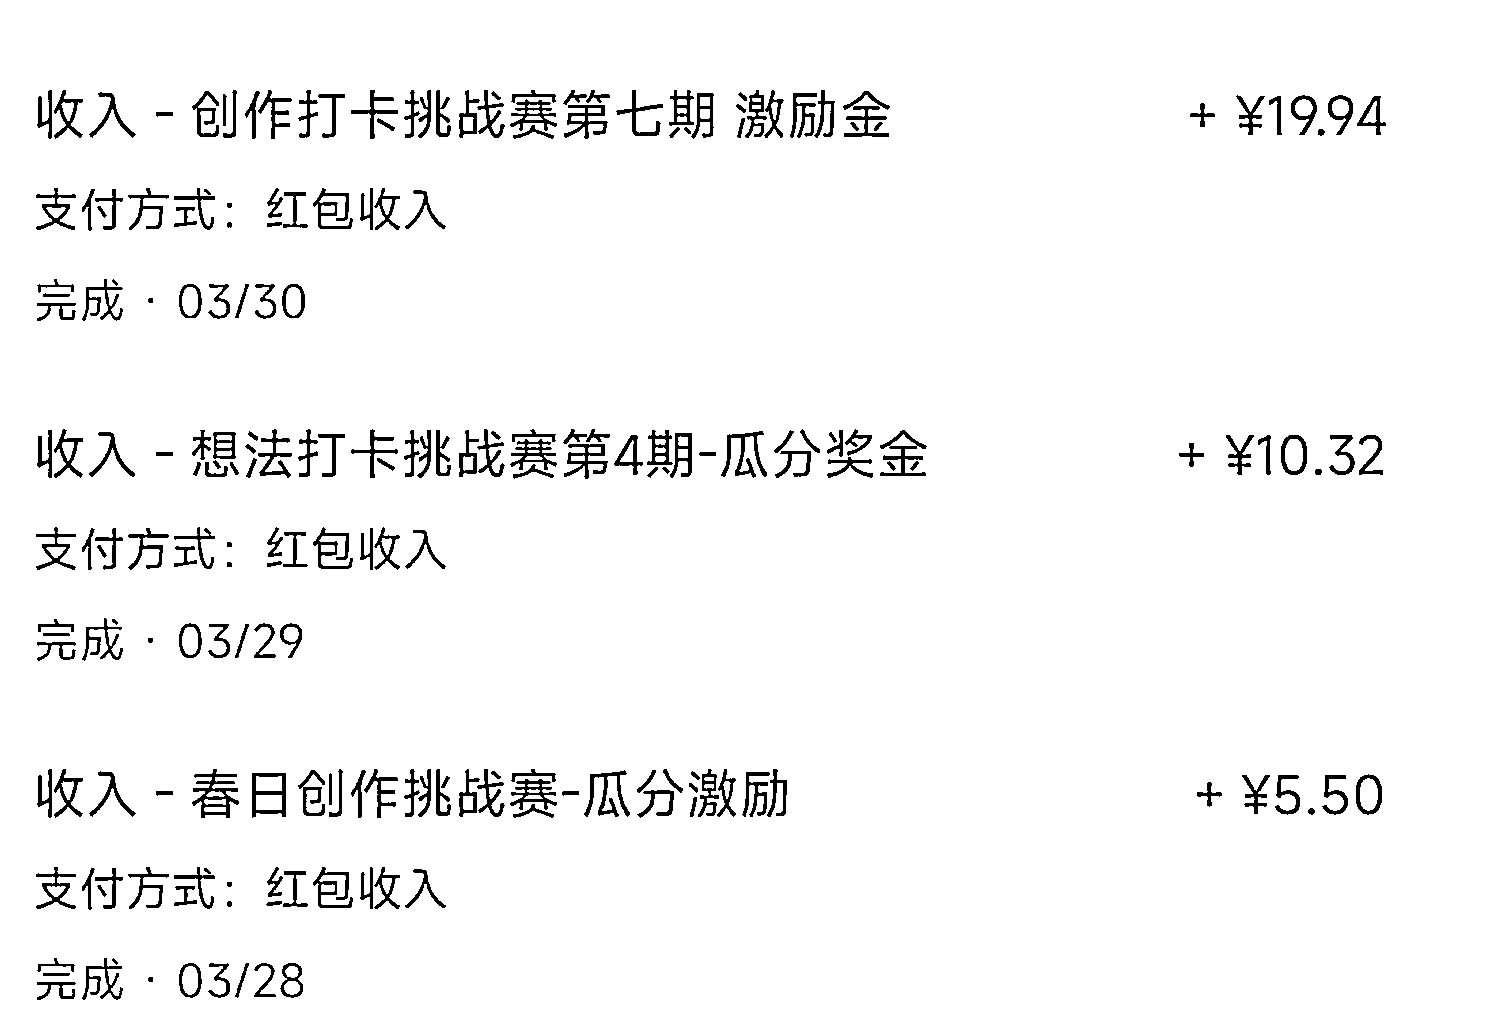 收入 - 创作打卡挑战赛第七期 激励金 + ¥19.94
支付方式：红包收入
完成 · 03/30
收入 - 想法打卡挑战赛第4期-瓜分奖金 + ¥10.32
支付方式：红包收入
完成 · 03/29
收入 - 春日创作挑战赛-瓜分激励 + ¥5.50
支付方式：红包收入
完成 · 03/28